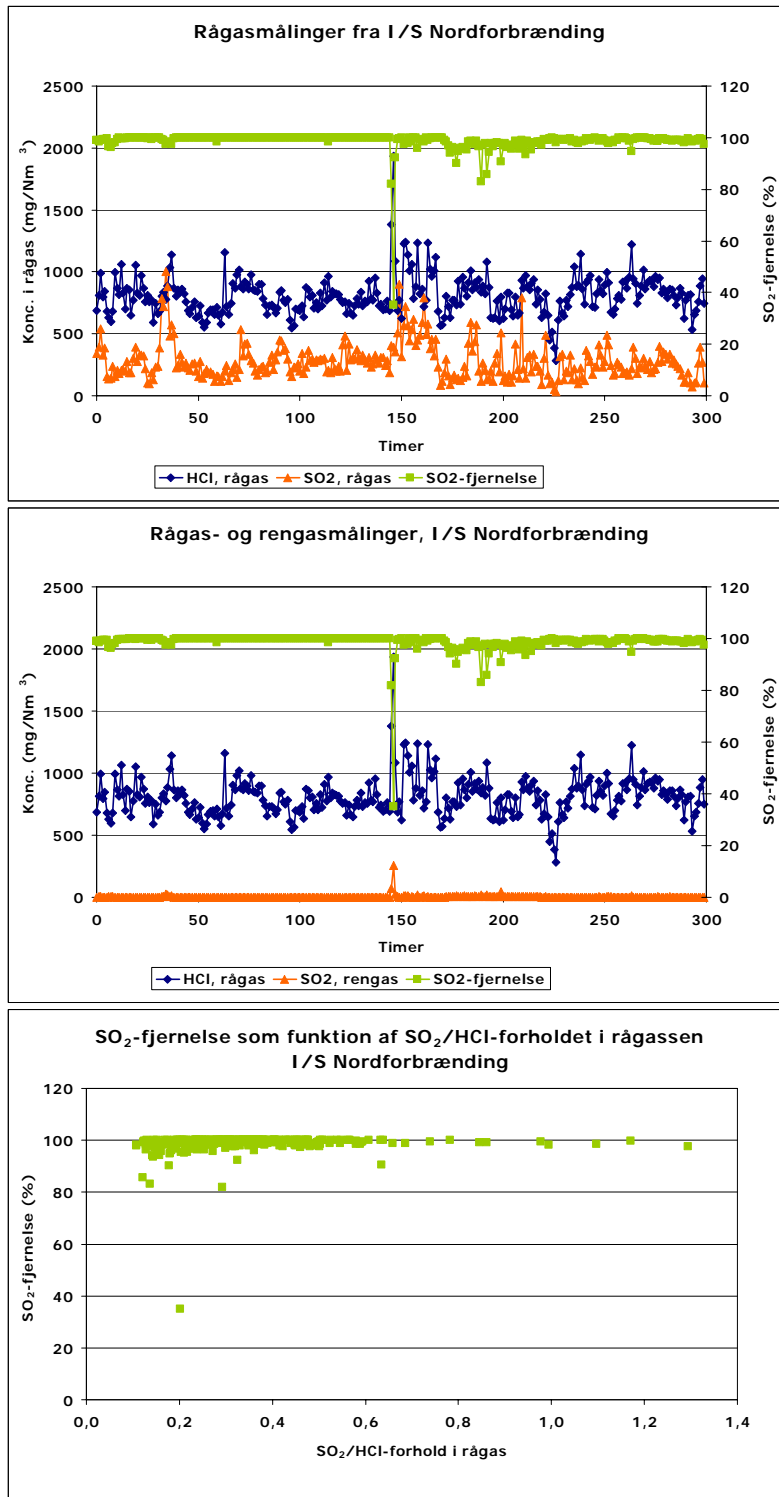 Rågasmålinger fra I/S Nordforbrænding
2500
2000
1500
1000
500
0
120
100
80
60
40
20
0
0 50 100 150 200 250 300
Konc. i rågas (mg/Nm³)
SO₂-fjernelse (%)
Timer
HCl, rågas SO2, rågas SO2-fjernelse
Rågas- og rengasmålinger, I/S Nordforbrænding
2500
2000
1500
1000
500
0
120
100
80
60
40
20
0
0 50 100 150 200 250 300
Konc. (mg/Nm³)
SO₂-fjernelse (%)
Timer
HCl, rågas SO2, rengas SO2-fjernelse
SO₂-fjernelse som funktion af SO₂/HCl-forholdet i rågassen
I/S Nordforbrænding
120
100
80
60
40
20
0
0,0 0,2 0,4 0,6 0,8 1,0 1,2 1,4
SO₂-fjernelse (%)
SO₂/HCl-forhold i rågas